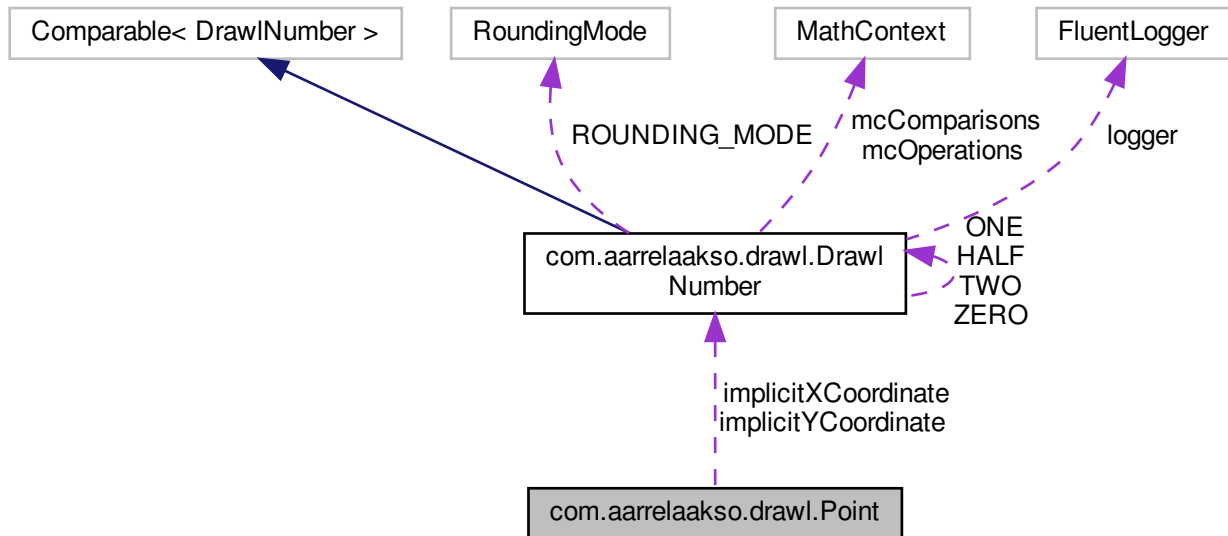 Comparable< DrawlNumber >
RoundingMode
MathContext
FluentLogger
ROUNDING_MODE
mcComparisons
mcOperations
logger
com.aarrelaakso.drawl.Drawl
Number
ONE
HALF
TWO
ZERO
implicitXCoordinate
implicitYCoordinate
com.aarrelaakso.drawl.Point